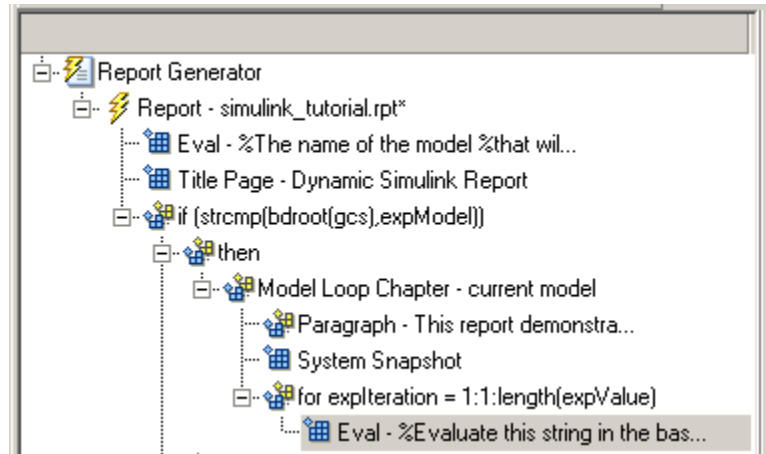 Report Generator
Report - simulink_tutorial.rpt*
Eval - %The name of the model %that wil...
Title Page - Dynamic Simulink Report
if (strcmp(bdroot(gcs),expModel))
then
Model Loop Chapter - current model
Paragraph - This report demonstra...
System Snapshot
for expIteration = 1:1:length(expValue)
Eval - %Evaluate this string in the bas...